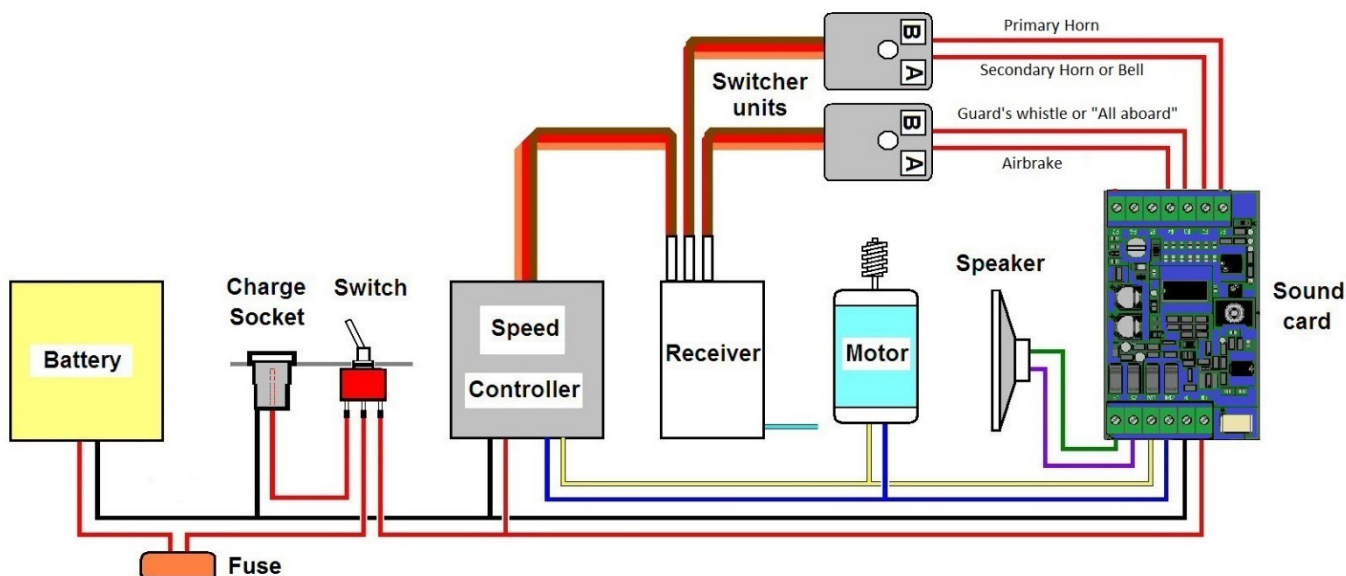 Primary Horn
B
A
Secondary Horn or Bell
Switcher
units
Guard's whistle or "All aboard"
B
A
Airbrake
Charge
Socket
Switch
Speaker
Battery
Speed
Controller
Receiver
Motor
Sound
card
Fuse